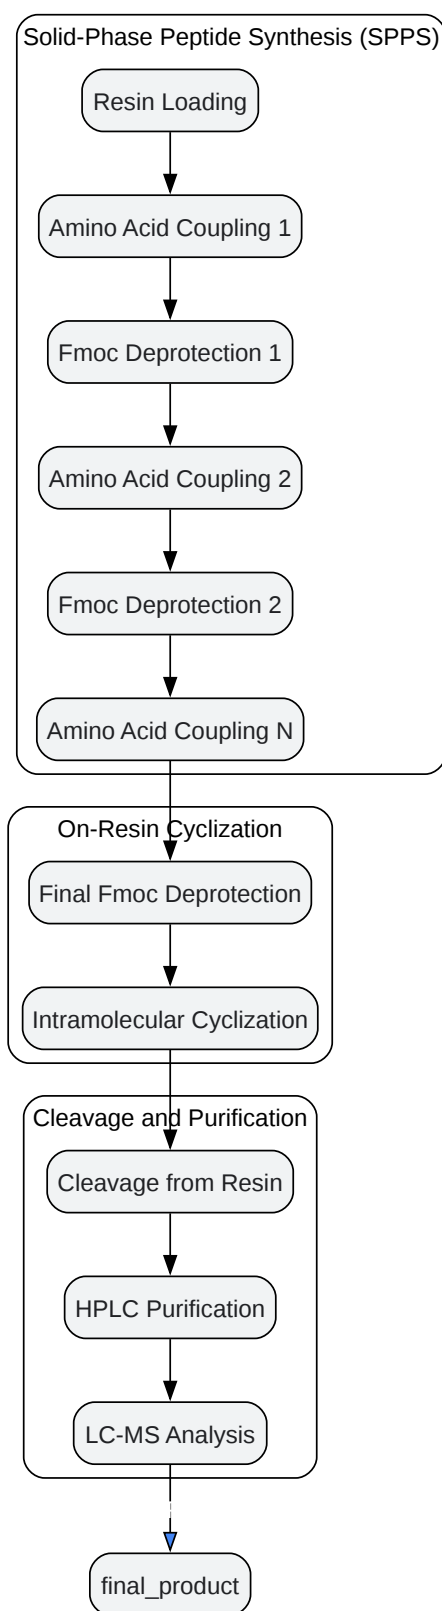 Solid-Phase Peptide Synthesis (SPPS)
Resin Loading
Amino Acid Coupling 1
Fmoc Deprotection 1
Amino Acid Coupling 2
Fmoc Deprotection 2
Amino Acid Coupling N
On-Resin Cyclization
Final Fmoc Deprotection
Intramolecular Cyclization
Cleavage and Purification
Cleavage from Resin
HPLC Purification
LC-MS Analysis
final_product